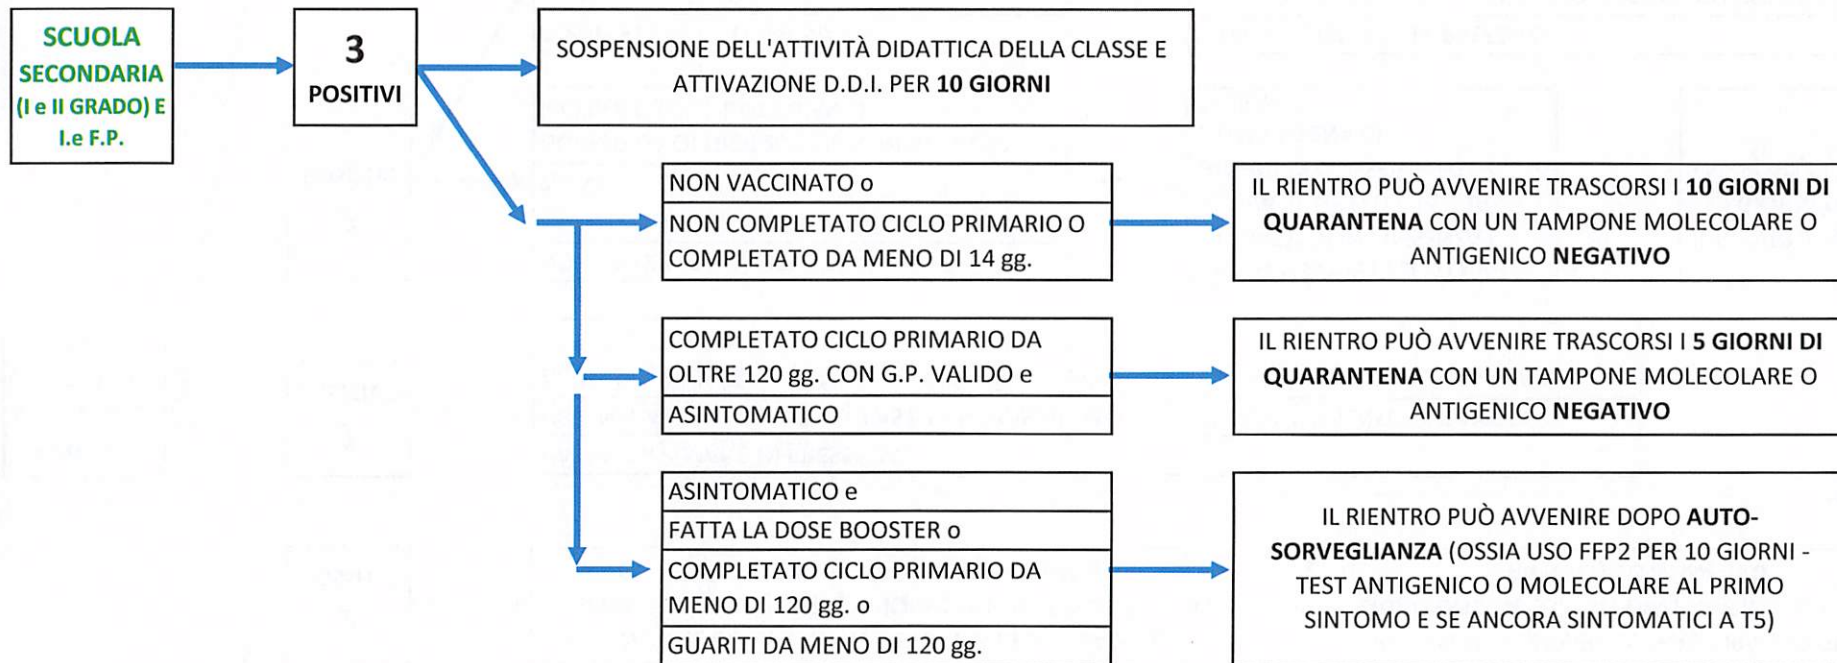 SCUOLA
SECONDARIA
(I e II GRADO) E
I.e F.P.
3
POSITIVI
SOSPENSIONE DELL'ATTIVITÀ DIDATTICA DELLA CLASSE E
ATTIVAZIONE D.D.I. PER 10 GIORNI
NON VACCINATO o
NON COMPLETATO CICLO PRIMARIO O
COMPLETATO DA MENO DI 14 gg.
IL RIENTRO PUÒ AVVENIRE TRASCORSI I 10 GIORNI DI
QUARANTENA CON UN TAMPONE MOLECOLARE O
ANTIGENICO NEGATIVO
COMPLETATO CICLO PRIMARIO DA
OLTRE 120 gg. CON G.P. VALIDO e
ASINTOMATICO
IL RIENTRO PUÒ AVVENIRE TRASCORSI I 5 GIORNI DI
QUARANTENA CON UN TAMPONE MOLECOLARE O
ANTIGENICO NEGATIVO
ASINTOMATICO e
FATTA LA DOSE BOOSTER o
COMPLETATO CICLO PRIMARIO DA
MENO DI 120 gg. o
GUARITI DA MENO DI 120 gg.
IL RIENTRO PUÒ AVVENIRE DOPO AUTO-
SORVEGLIANZA (OSSIA USO FFP2 PER 10 GIORNI -
TEST ANTIGENICO O MOLECOLARE AL PRIMO
SINTOMO E SE ANCORA SINTOMATICI A T5)